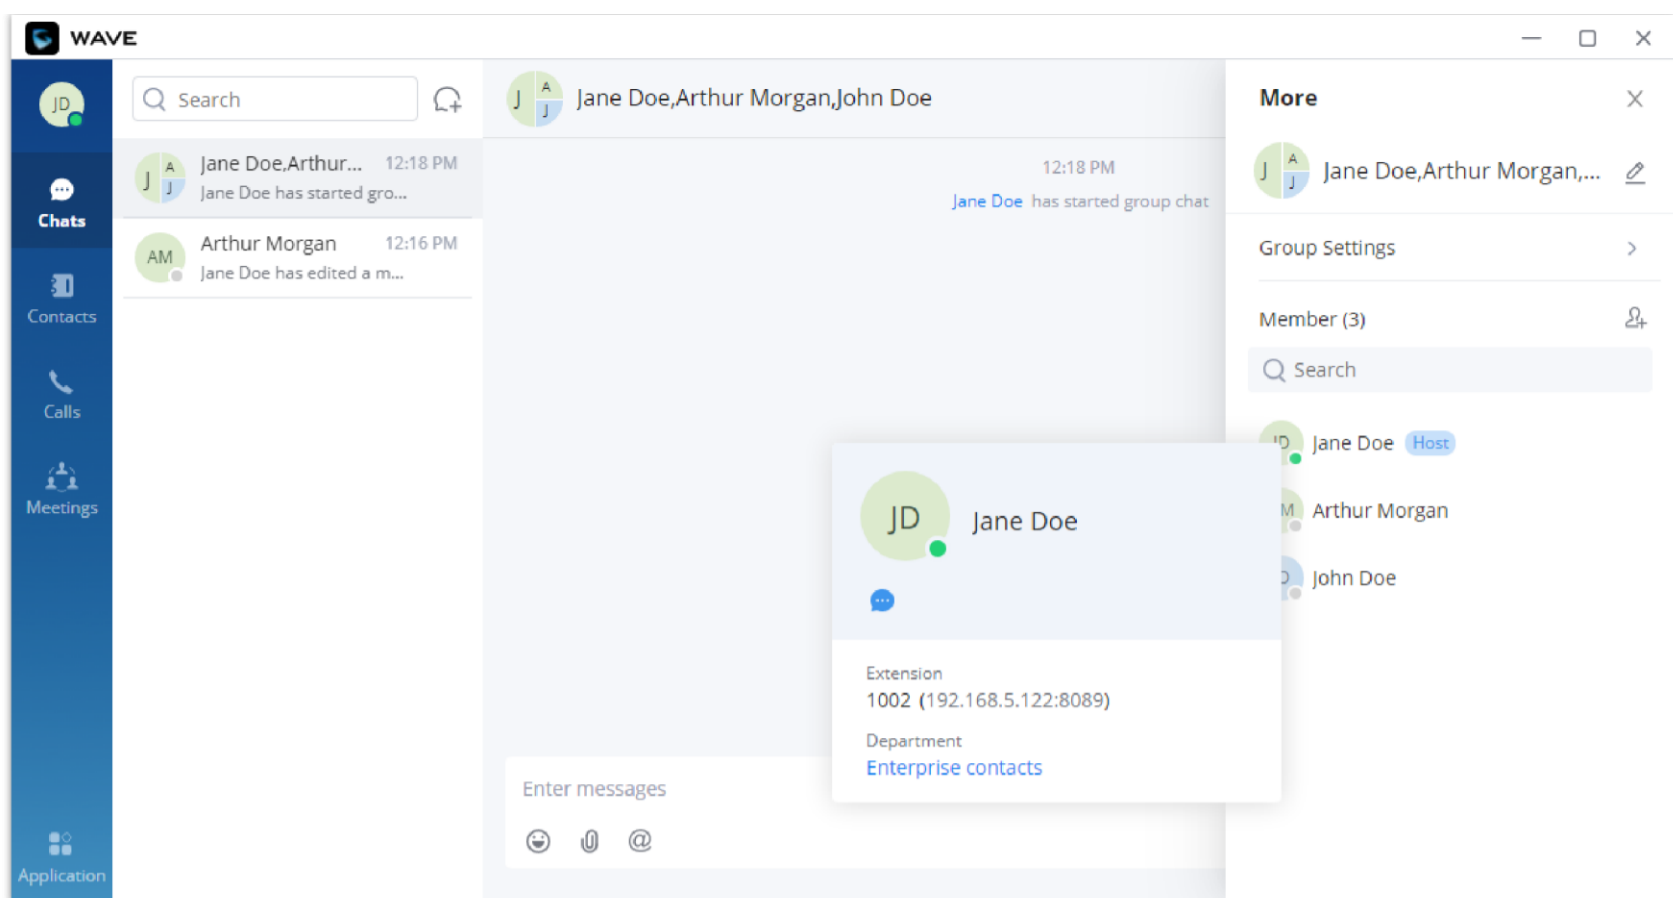 WAVE
JD
Chats
Contacts
Calls
Meetings
Application
Search
J A J
Jane Doe,Arthur... 12:18 PM
Jane Doe has started gro...
AM
Arthur Morgan 12:16 PM
Jane Doe has edited a m...
J A J
Jane Doe,Arthur Morgan,John Doe
12:18 PM
Jane Doe has started group chat
JD
Jane Doe
Extension
1002 (192.168.5.122:8089)
Department
Enterprise contacts
Enter messages
@
More
J A J
Jane Doe,Arthur Morgan,...
Group Settings
Member (3)
Search
JD
Jane Doe Host
M
Arthur Morgan
D
John Doe